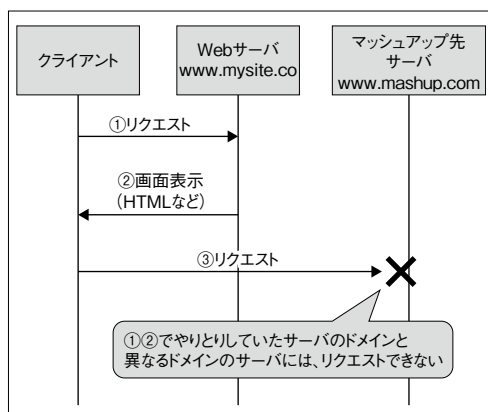 クライアント
Webサーバ
www.mysite.co
マッシュアップ先
サーバ
www.mashup.com
①リクエスト
②画面表示
(HTMLなど)
③リクエスト
①②でやりとりしていたサーバのドメインと
異なるドメインのサーバには、リクエストできない